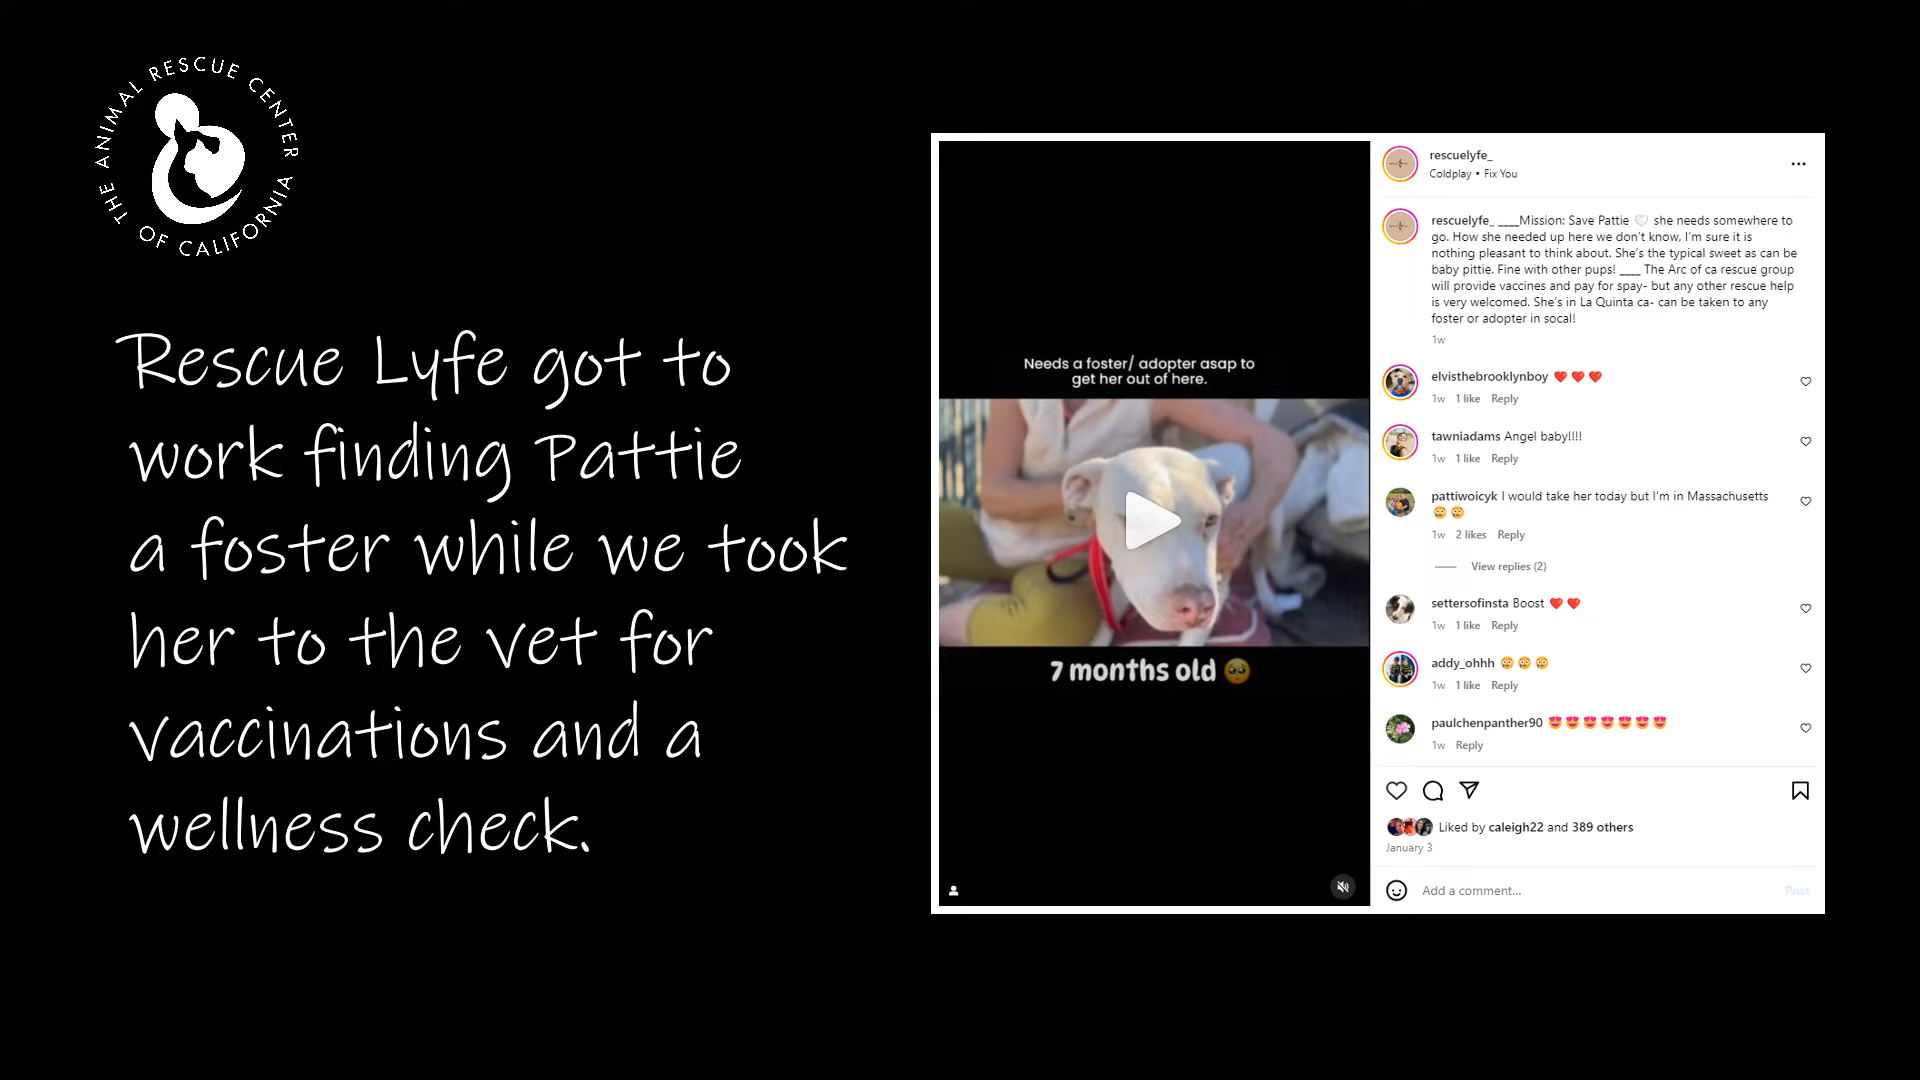 THE ANIMAL RESCUE CENTER OF CALIFORNIA
Rescue Lyfe got to
work finding Pattie
a foster while we took
her to the vet for
vaccinations and a
wellness check.
Needs a foster/ adopter asap to
get her out of here.
7 months old 🥺
rescuelyfe_
Coldplay • Fix You
rescuelyfe_ ____Mission: Save Pattie 🤍 she needs somewhere to
go. How she needed up here we don't know, I'm sure it is
nothing pleasant to think about. She's the typical sweet as can be
baby pittie. Fine with other pups! ____ The Arc of ca rescue group
will provide vaccines and pay for spay- but any other rescue help
is very welcomed. She's in La Quinta ca- can be taken to any
foster or adopter in socal!
1w
elvisthebrooklynboy ❤️❤️❤️
1w 1 like Reply
tawniadams Angel baby!!!!
1w 1 like Reply
pattiwoicyk I would take her today but I'm in Massachusetts
😳😳
1w 2 likes Reply
View replies (2)
settersofinsta Boost ❤️❤️
1w 1 like Reply
addy_ohhh 😳😳😳
1w 1 like Reply
paulchenpanther90 😍😍😍😍😍😍😍
1w Reply
Liked by caleigh22 and 389 others
January 3
Add a comment...
Post